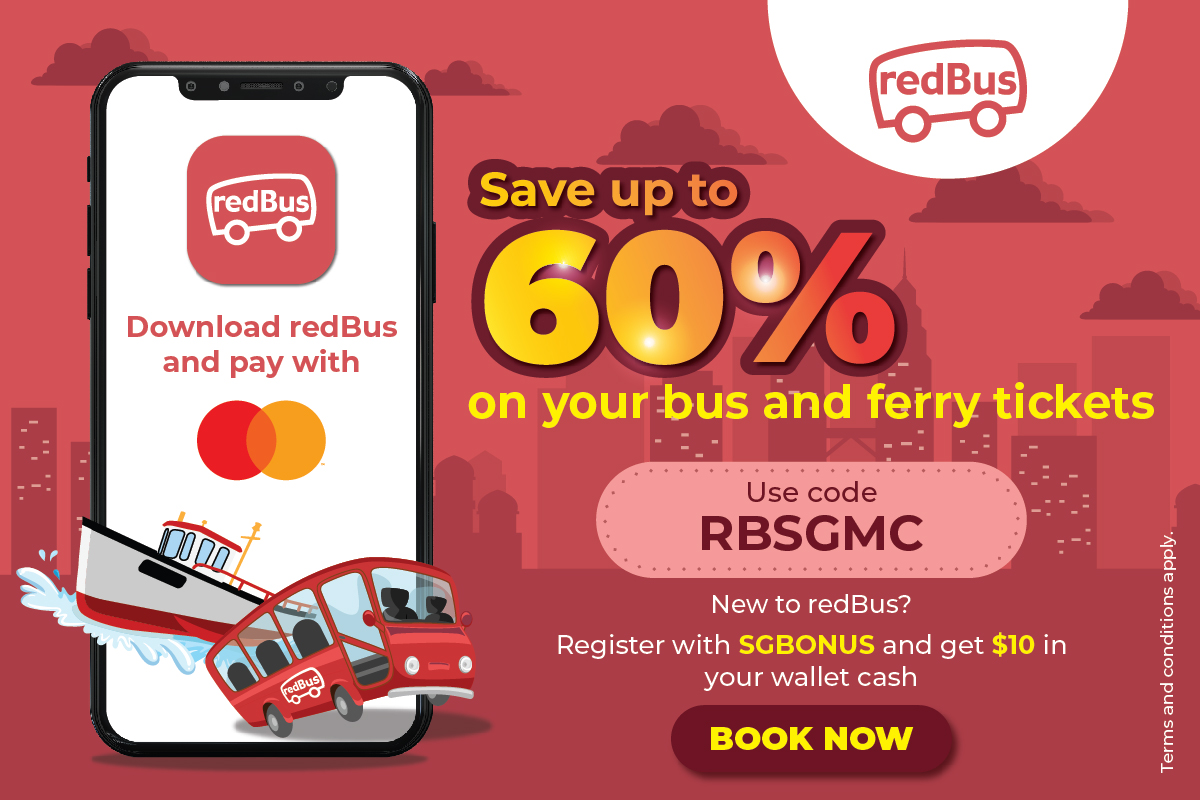 redBus
redBus
Download redBus
and pay with
Save up to
60%
on your bus and ferry tickets
Use code
RBSGMC
New to redBus?
Register with SGBONUS and get $10 in
your wallet cash
BOOK NOW
redBus
Terms and conditions apply.